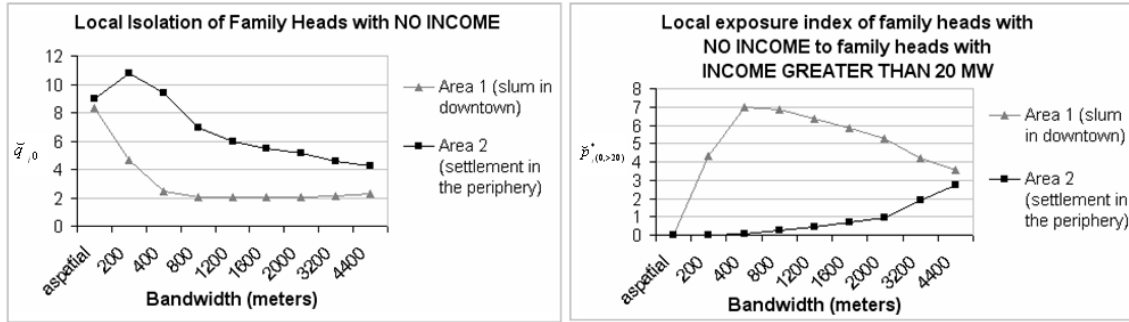 Local Isolation of Family Heads with NO INCOME
12
10
8
6
4
2
0
aspatial
200
400
800
1200
1600
2000
3200
4400
Bandwidth (meters)
Area 1 (slum in
downtown)
Area 2
(settlement in
the periphery)
Local exposure index of family heads with
NO INCOME to family heads with
INCOME GREATER THAN 20 MW
8
7
6
5
4
3
2
1
0
aspatial
200
400
800
1200
1600
2000
3200
4400
Bandwidth (meters)
Area 1 (slum
in downtown)
Area 2
(settlement in
the periphery)